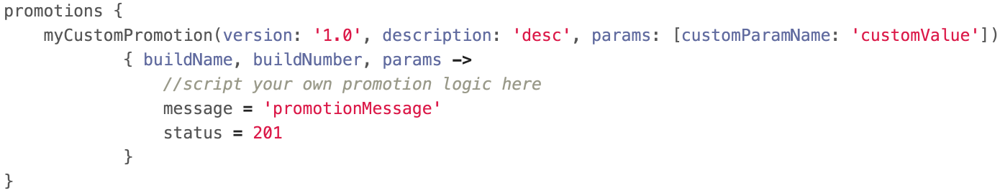 promotions {
    myCustomPromotion(version: '1.0', description: 'desc', params: [customParamName: 'customValue'])
            { buildName, buildNumber, params ->
                //script your own promotion logic here
                message = 'promotionMessage'
                status = 201
            }
}